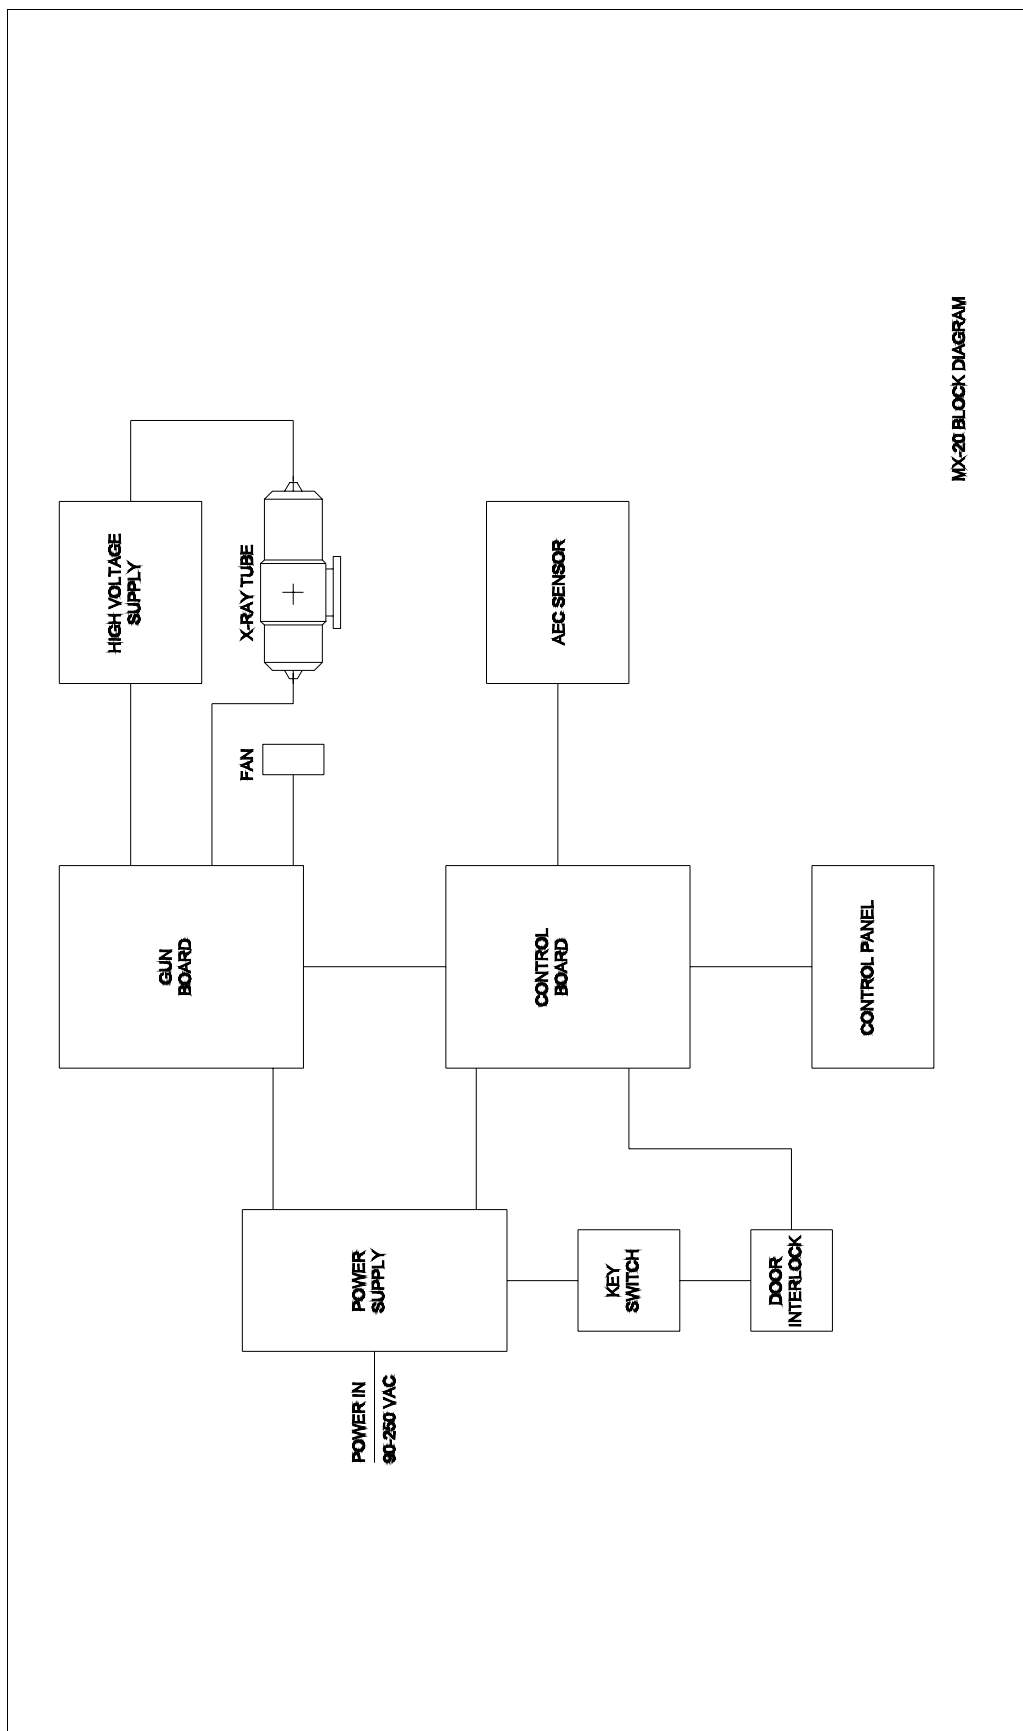 HIGH VOLTAGE
SUPPLY
X-RAY TUBE
FAN
AEC SENSOR
GUN
BOARD
CONTROL
BOARD
CONTROL PANEL
POWER
SUPPLY
KEY
SWITCH
DOOR
INTERLOCK
POWER IN
90-250 VAC
MX-20 BLOCK DIAGRAM